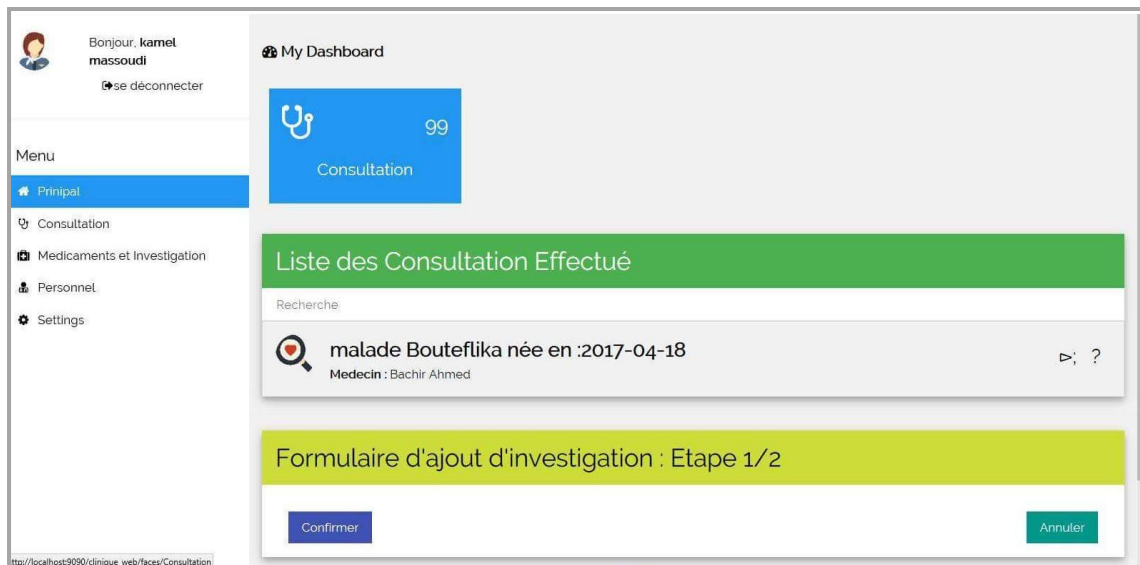 Bonjour, kamel
massoudi
se déconnecter
Menu
Prinipal
Consultation
Medicaments et Investigation
Personnel
Settings
My Dashboard
99
Consultation
Liste des Consultation Effectué
Recherche
malade Bouteflika née en :2017-04-18
Medecin : Bachir Ahmed
⊳; ?
Formulaire d'ajout d'investigation : Etape 1/2
Confirmer
Annuler
ttp://localhost:9090/clinique_web/faces/Consultation